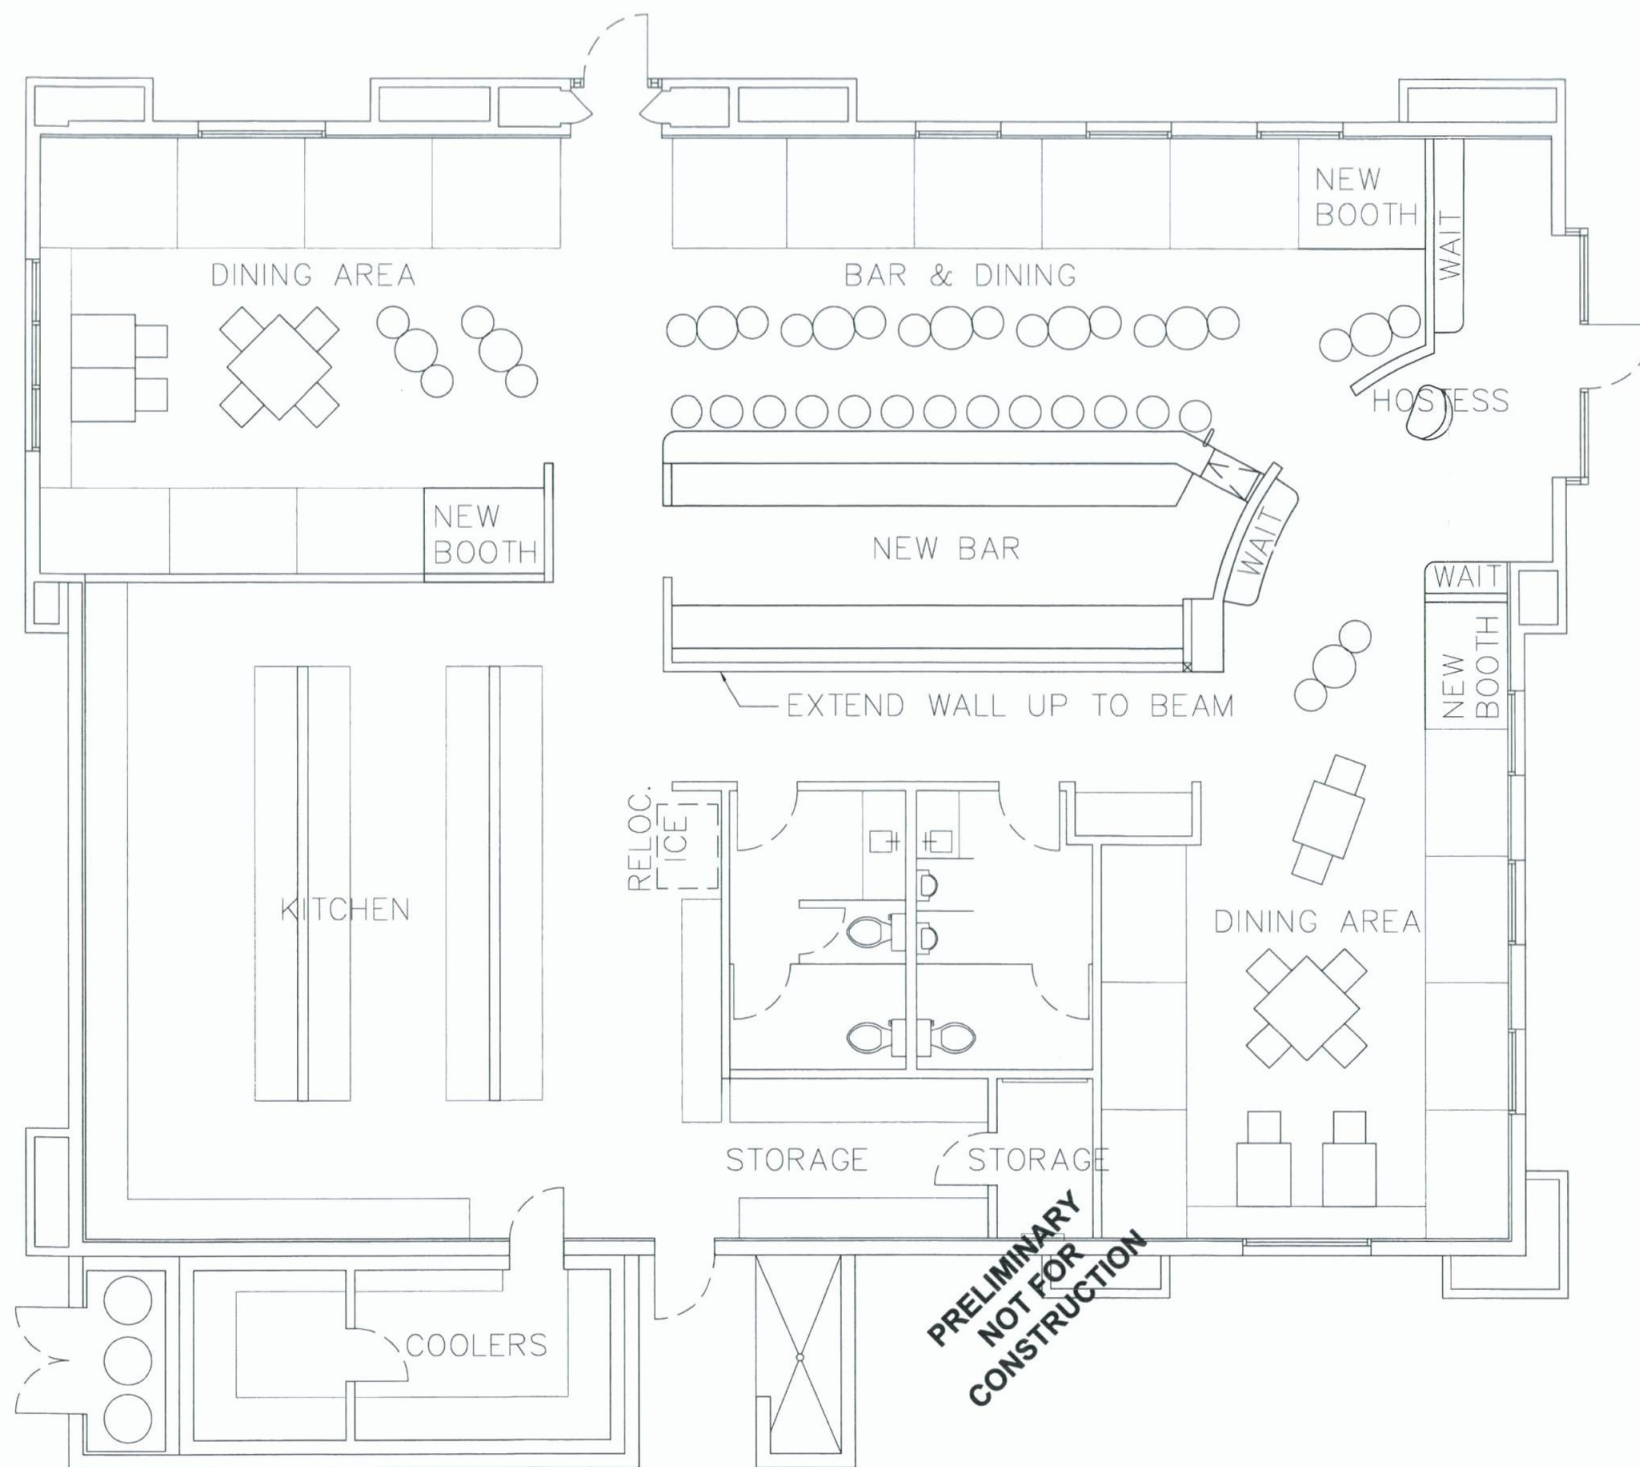 NEW
BOOTH
WAIT
DINING AREA
BAR & DINING
HOSTESS
NEW
BOOTH
NEW BAR
WAIT
WAIT
NEW
BOOTH
EXTEND WALL UP TO BEAM
RELOC.
ICE
KITCHEN
DINING AREA
STORAGE
STORAGE
COOLERS
PRELIMINARY
NOT FOR
CONSTRUCTION